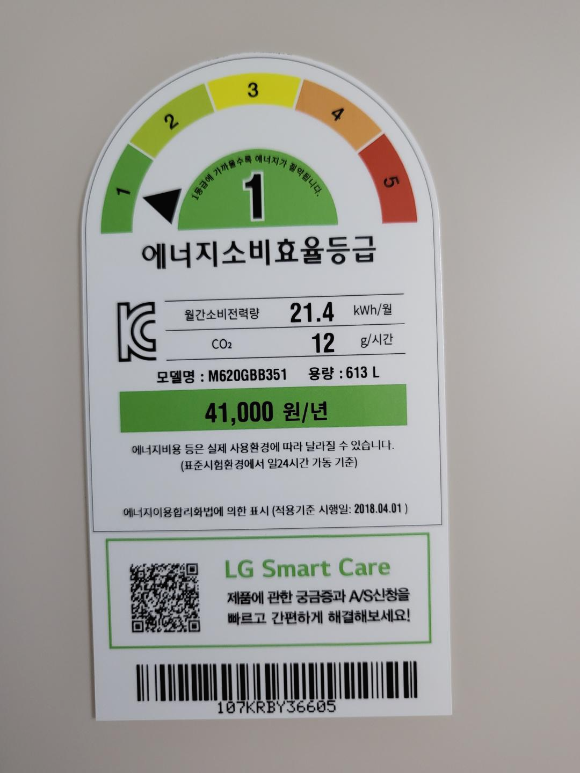 1 2 3 4 5
1등급에 가까울수록 에너지가 절약됩니다.
1
에너지소비효율등급
KC
월간소비전력량 21.4 kWh/월
CO₂ 12 g/시간
모델명 : M620GBB351 용량 : 613 L
41,000 원/년
에너지비용 등은 실제 사용환경에 따라 달라질 수 있습니다.
(표준시험환경에서 일24시간 가동 기준)
에너지이용합리화법에 의한 표시 (적용기준 시행일: 2018.04.01 )
LG Smart Care
제품에 관한 궁금증과 A/S신청을
빠르고 간편하게 해결해보세요!
107KRBY36605